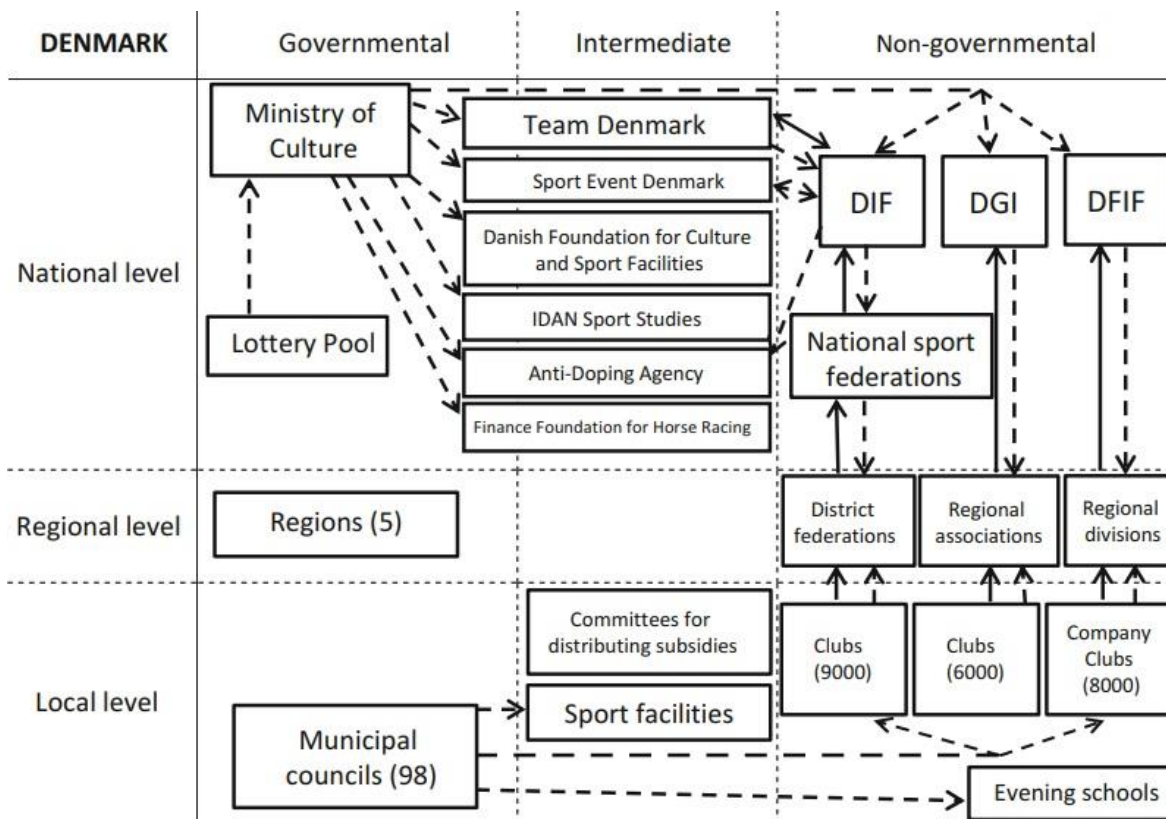 DENMARK
Governmental
Intermediate
Non-governmental
National level
Ministry of
Culture
Lottery Pool
Team Denmark
Sport Event Denmark
Danish Foundation for Culture
and Sport Facilities
IDAN Sport Studies
Anti-Doping Agency
Finance Foundation for Horse Racing
DIF
DGI
DFIF
National sport
federations
Regional level
Regions (5)
District
federations
Regional
associations
Regional
divisions
Local level
Committees for
distributing subsidies
Sport facilities
Municipal
councils (98)
Clubs
(9000)
Clubs
(6000)
Company
Clubs
(8000)
Evening schools